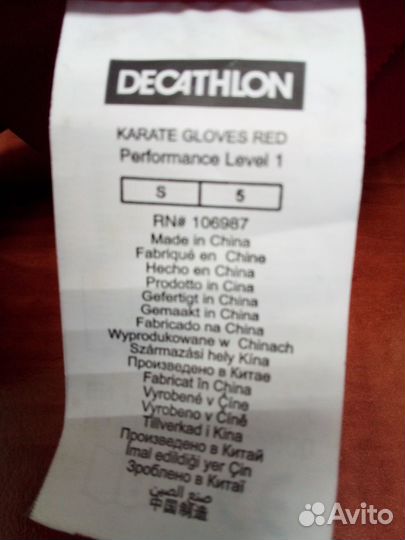 DECATHLON
KARATE GLOVES RED
Performance Level 1
S 5
RN# 106987
Made in China
Fabriqué en Chine
Hecho en China
Prodotto in Cina
Gefertigt in China
Gemaakt in China
Fabricado na China
Wyprodukowane w Chinach
Származási hely Kína
Произведено в Китае
Fabricat în China
Vyrobené v Číne
Vyrobeno v Číně
Tillverkad i Kina
Произведено в Китай
İmal edildiği yer Çin
Зроблено в Китаї
صنع في الصين
中国制造
Avito